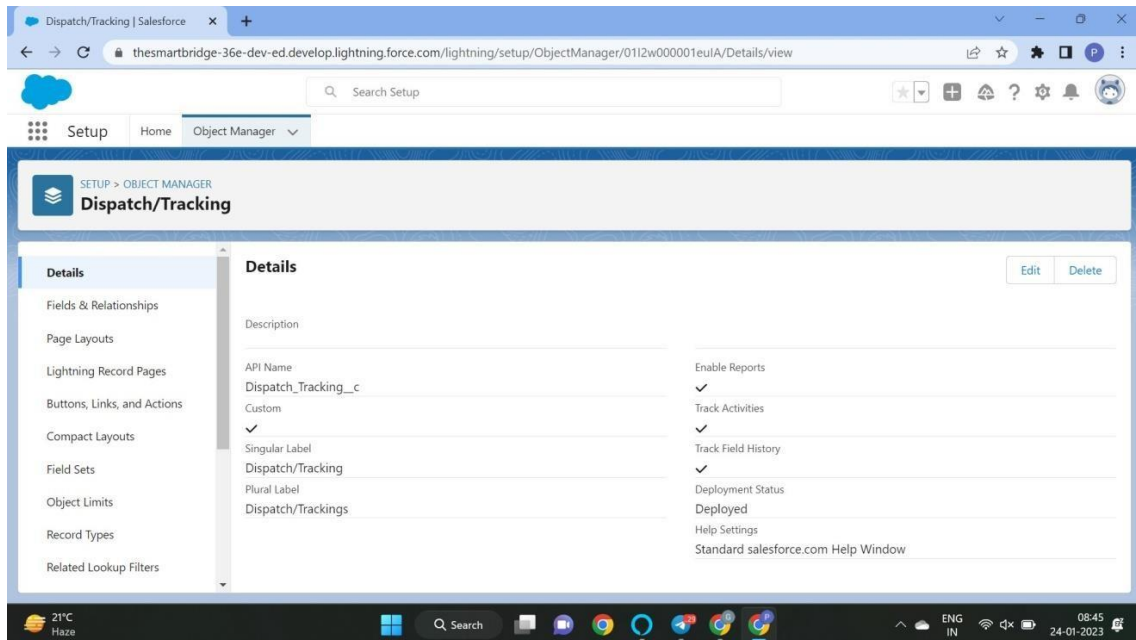 Dispatch/Tracking | Salesforce
thesmartbridge-36e-dev-ed.develop.lightning.force.com/lightning/setup/ObjectManager/01I2w000001eulA/Details/view
P
Search Setup
Setup Home Object Manager
SETUP > OBJECT MANAGER
Dispatch/Tracking
Details
Fields & Relationships
Page Layouts
Lightning Record Pages
Buttons, Links, and Actions
Compact Layouts
Field Sets
Object Limits
Record Types
Related Lookup Filters
Details
Edit Delete
Description
API Name
Dispatch_Tracking__c
Custom
Singular Label
Dispatch/Tracking
Plural Label
Dispatch/Trackings
Enable Reports
Track Activities
Track Field History
Deployment Status
Deployed
Help Settings
Standard salesforce.com Help Window
21°C
Haze
Search
29
ENG
IN
08:45
24-01-2023